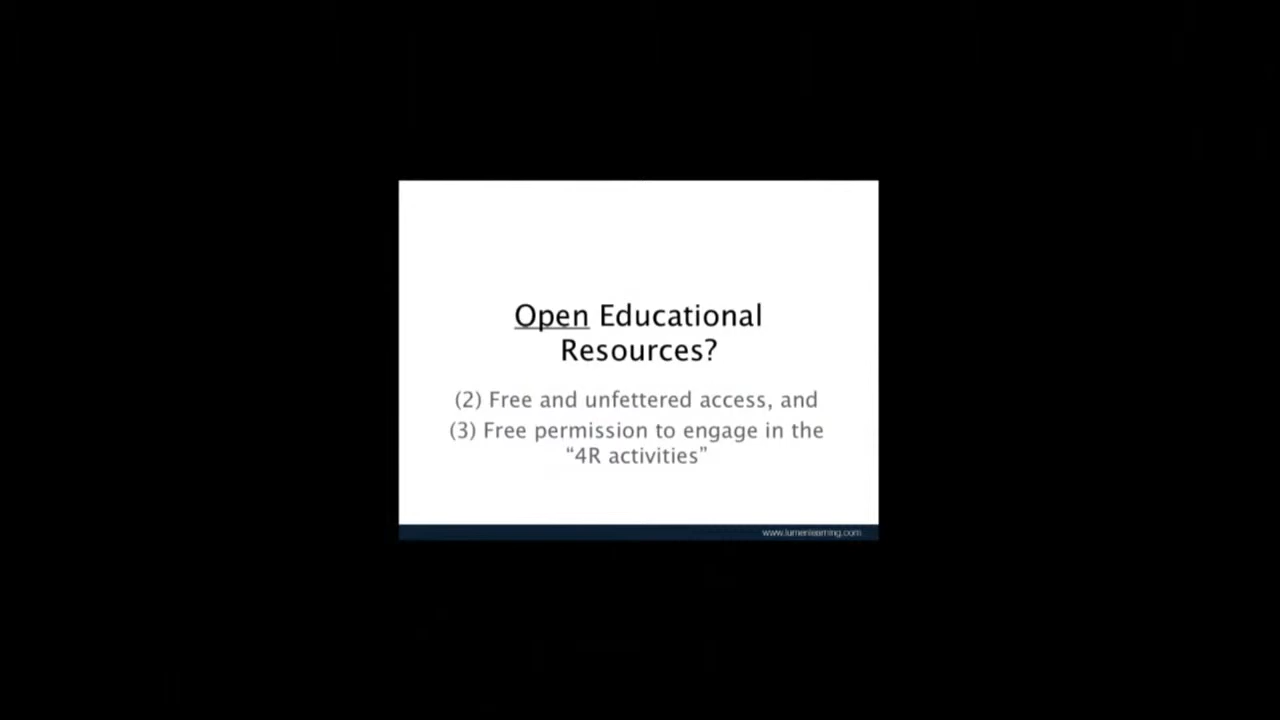 Open Educational
Resources?
(2) Free and unfettered access, and
(3) Free permission to engage in the
“4R activities”
www.lumenlearning.com